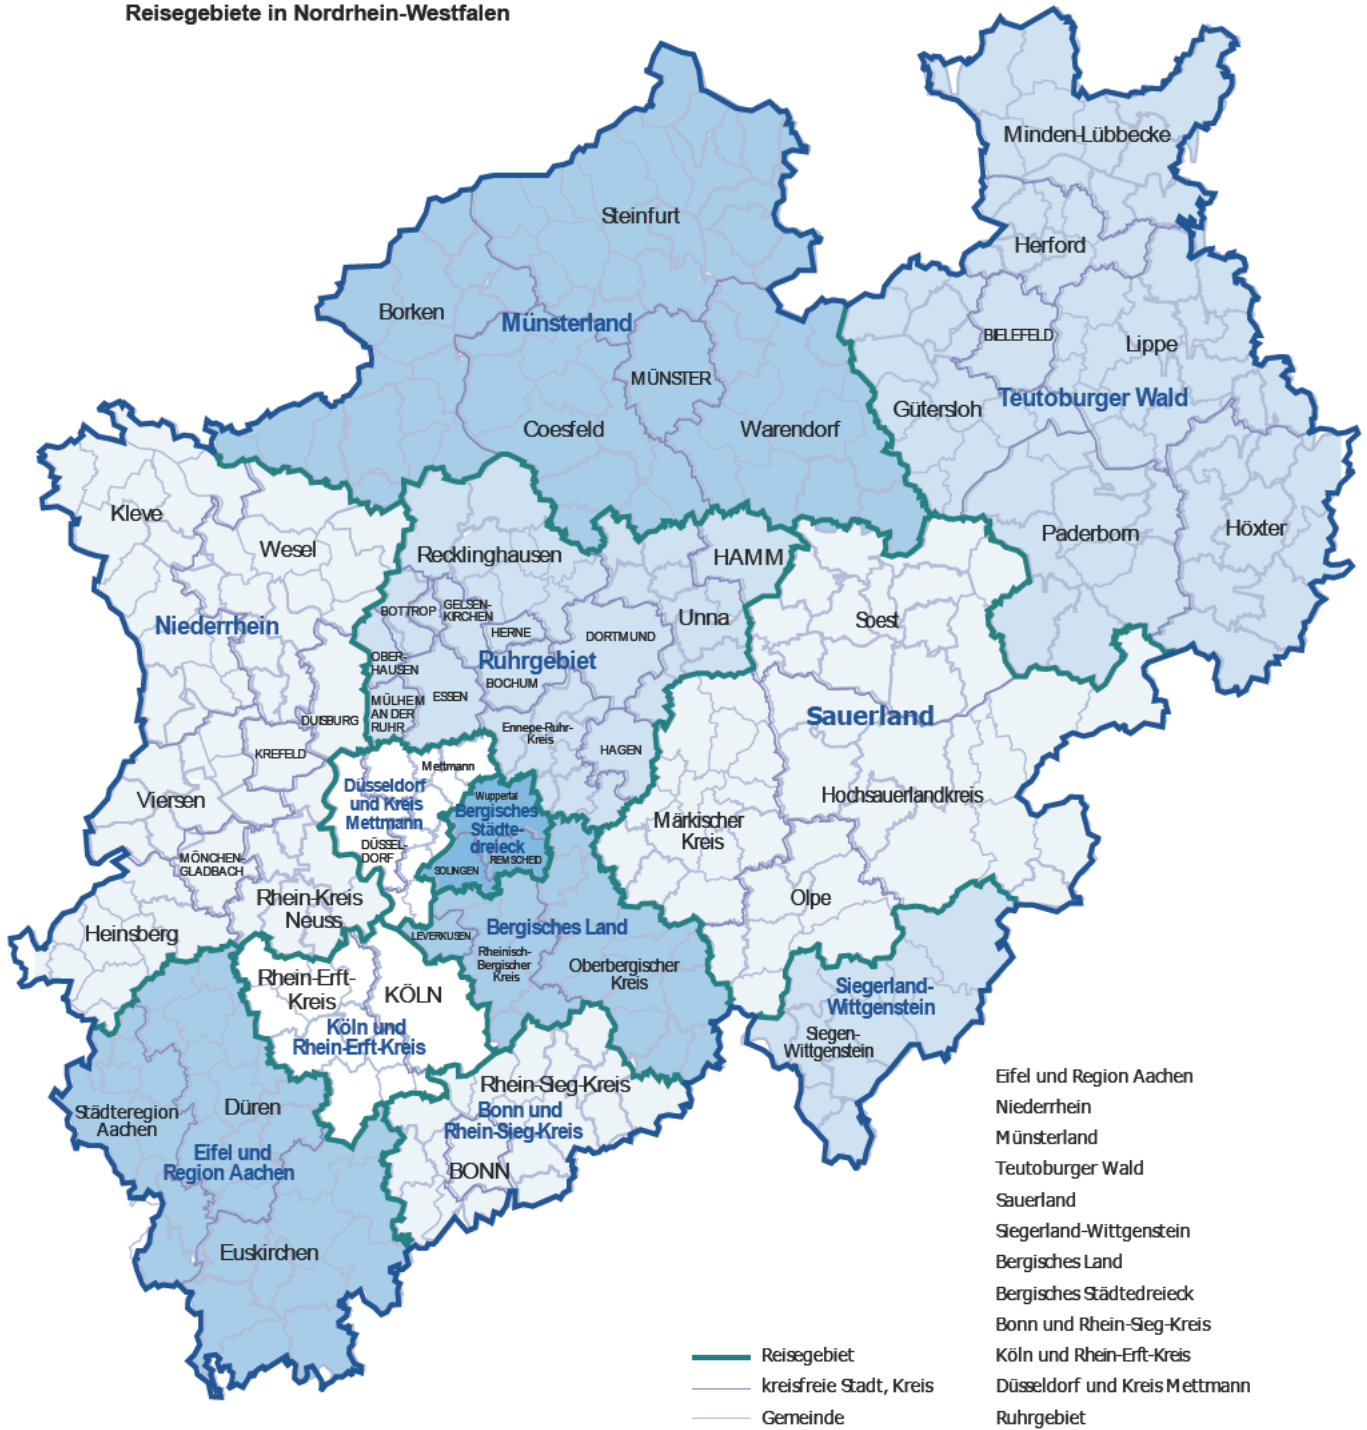 Reisegebiete in Nordrhein-Westfalen
Minden-Lübbecke
Steinfurt
Herford
Borken
Münsterland
BIELEFELD
Lippe
MÜNSTER
Teutoburger Wald
Gütersloh
Coesfeld
Warendorf
Kleve
Wesel
Paderborn
Höxter
Recklinghausen
HAMM
BOTTROP
GELSEN-
KIRCHEN
HERNE
DORTMUND
Unna
Soest
Niederrhein
OBER-
HAUSEN
Ruhrgebiet
BOCHUM
ESSEN
MÜLHEIM
AN DER
RUHR
DUISBURG
Sauerland
Ennepe-Ruhr-
Kreis
HAGEN
KREFELD
Mettmann
Düsseldorf
und Kreis
Mettmann
Viersen
Wuppertal
Bergisches
Städte-
dreieck
Hochsauerlandkreis
Märkischer
Kreis
DÜSSEL-
DORF
MÖNCHEN-
GLADBACH
SOLINGEN
REMSCHEID
Rhein-Kreis
Neuss
Olpe
Heinsberg
LEVERKUSEN
Bergisches Land
Rheinisch-
Bergischer
Kreis
Oberbergischer
Kreis
Rhein-Erft-
Kreis
KÖLN
Siegerland-
Wittgenstein
Köln und
Rhein-Erft-Kreis
Siegen-
Wittgenstein
Rhein-Sieg-Kreis
Städteregion
Aachen
Düren
Bonn und
Rhein-Sieg-Kreis
Eifel und
Region Aachen
BONN
Euskirchen
Eifel und Region Aachen
Niederrhein
Münsterland
Teutoburger Wald
Sauerland
Siegerland-Wittgenstein
Bergisches Land
Bergisches Städtedreieck
Bonn und Rhein-Sieg-Kreis
Köln und Rhein-Erft-Kreis
Düsseldorf und Kreis Mettmann
Ruhrgebiet
Reisegebiet
kreisfreie Stadt, Kreis
Gemeinde